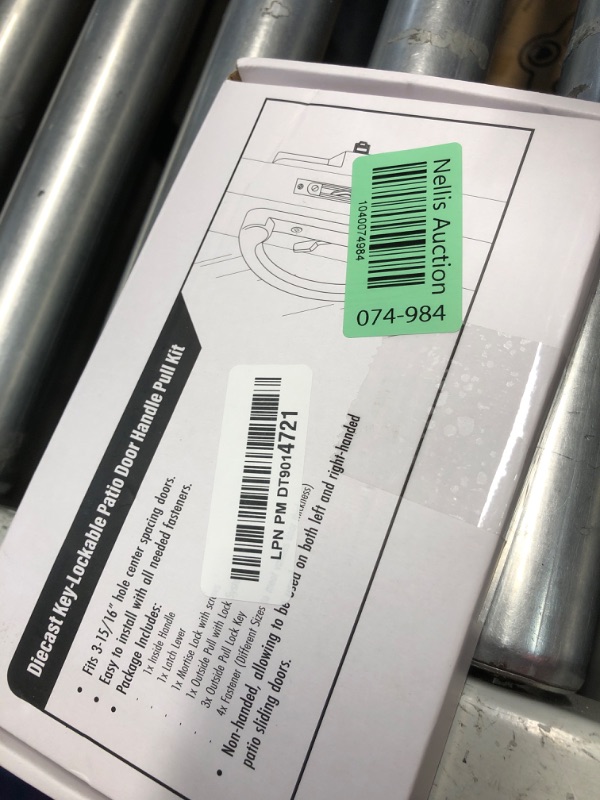 Nellis Auction
1040074984
074-984
Diecast Key-Lockable Patio Door Handle Pull Kit
• Fits 3-15/16" hole center spacing doors.
• Easy to install with all needed fasteners.
• Package Includes:
· 1x Inside Handle
· 1x Latch Lever
· 1x Mortise Lock with
· 1x Outside Pull with Lock
· 3x Outside Pull Lock Key
· 4x Fastener (Different Sizes
• Non-handed, allowing to be used on both left and right-handed
patio sliding doors.
LPN PM DT9014721